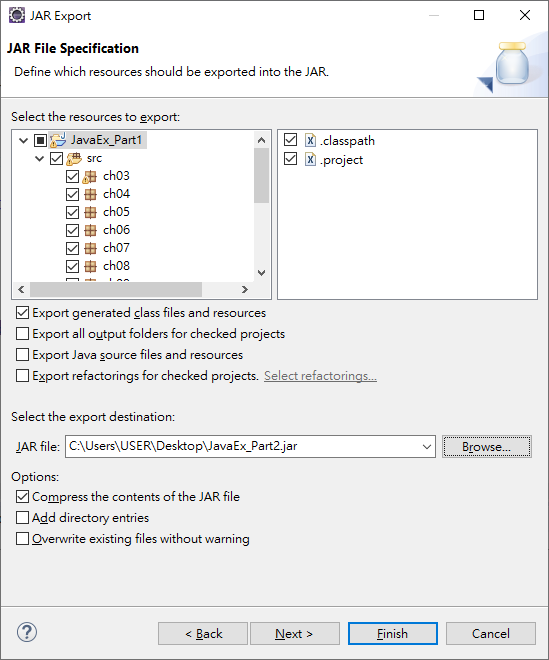 JAR Export
JAR File Specification
Define which resources should be exported into the JAR.
Select the resources to export:
JavaEx_Part1
src
ch03
ch04
ch05
ch06
ch07
ch08
.classpath
.project
Export generated class files and resources
Export all output folders for checked projects
Export Java source files and resources
Export refactorings for checked projects. Select refactorings...
Select the export destination:
JAR file: C:\Users\USER\Desktop\JavaEx_Part2.jar Browse...
Options:
Compress the contents of the JAR file
Add directory entries
Overwrite existing files without warning
? < Back Next > Finish Cancel